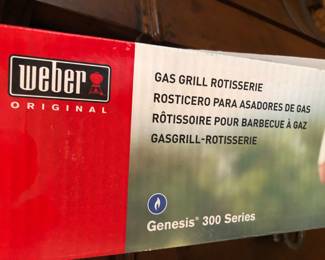 weber
ORIGINAL
GAS GRILL ROTISSERIE
ROSTICERO PARA ASADORES DE GAS
RÔTISSOIRE POUR BARBECUE À GAZ
GASGRILL-ROTISSERIE
Genesis® 300 Series